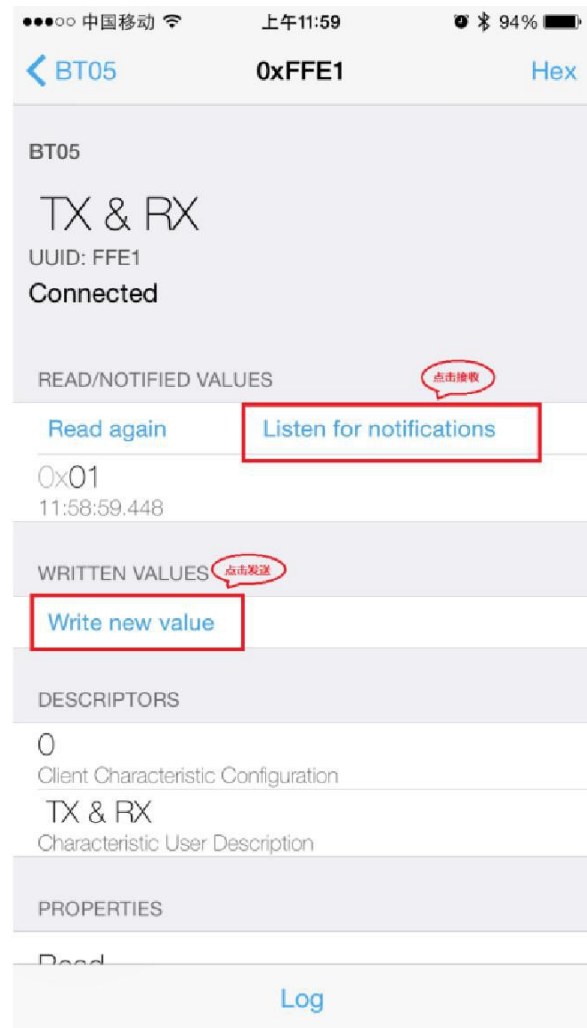 中国移动 上午11:59 94%
BT05 0xFFE1 Hex
BT05
TX & RX
UUID: FFE1
Connected
READ/NOTIFIED VALUES 点击接收
Read again Listen for notifications
0x01
11:58:59.448
WRITTEN VALUES 点击发送
Write new value
DESCRIPTORS
0
Client Characteristic Configuration
TX & RX
Characteristic User Description
PROPERTIES
Read
Log